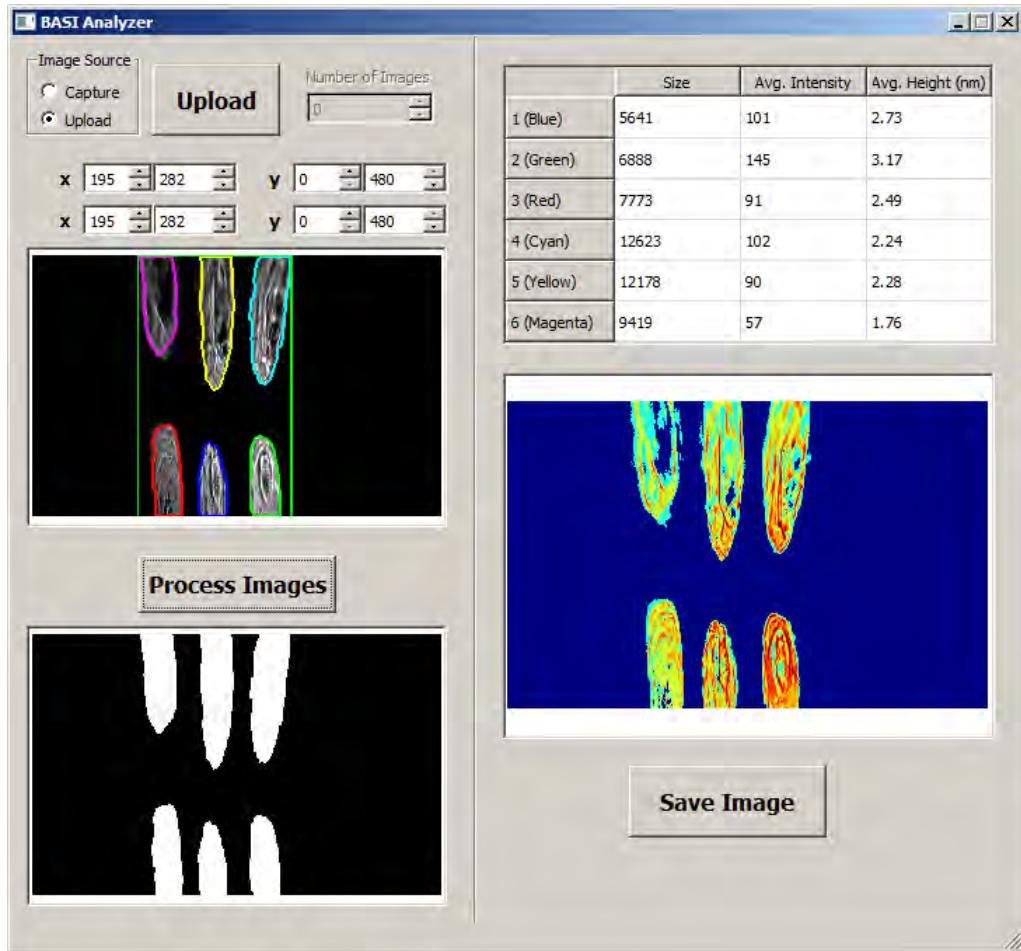 BASI Analyzer
Image Source
Capture
Upload
Upload
Number of Images
0
x 195 282 y 0 480
x 195 282 y 0 480
Process Images
Size Avg. Intensity Avg. Height (nm)
1 (Blue) 5641 101 2.73
2 (Green) 6888 145 3.17
3 (Red) 7773 91 2.49
4 (Cyan) 12623 102 2.24
5 (Yellow) 12178 90 2.28
6 (Magenta) 9419 57 1.76
Save Image